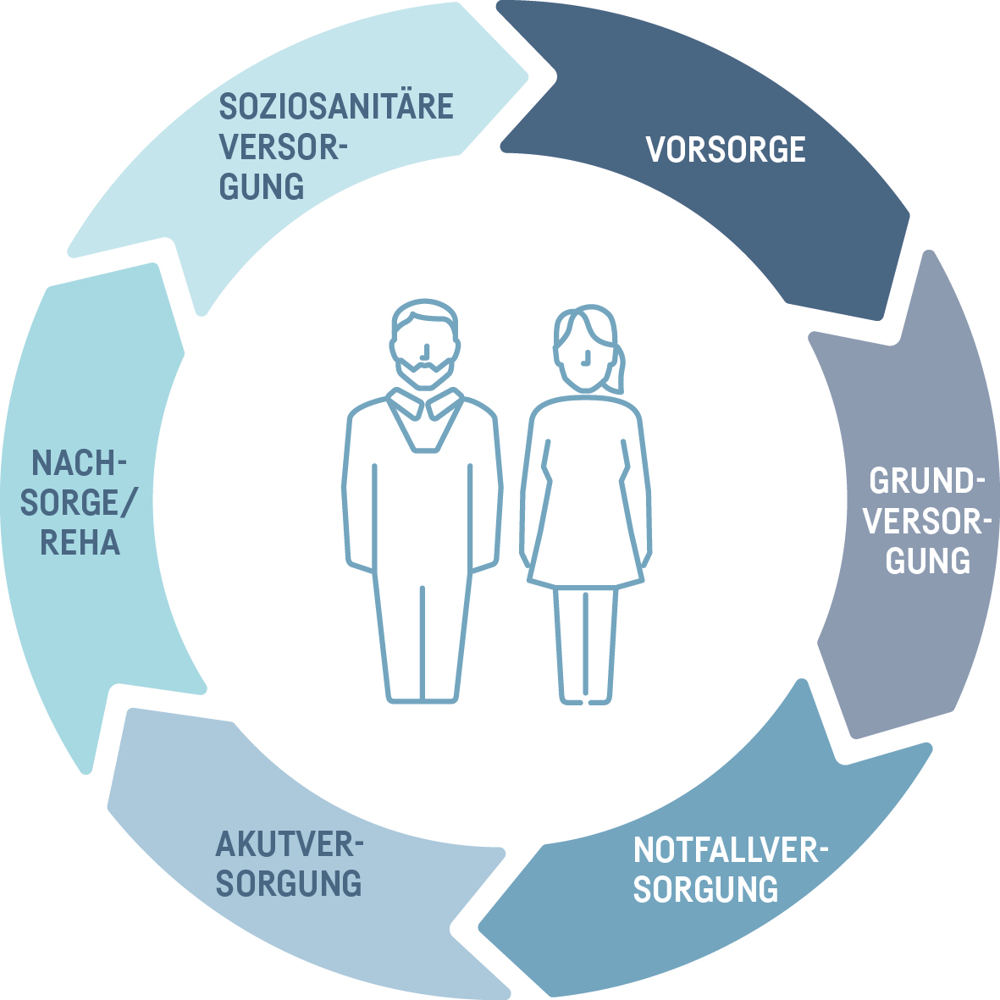 SOZIOSANITÄRE
VERSOR-
GUNG
VORSORGE
GRUND-
VERSOR-
GUNG
NOTFALLVER-
SORGUNG
AKUTVER-
SORGUNG
NACH-
SORGE/
REHA